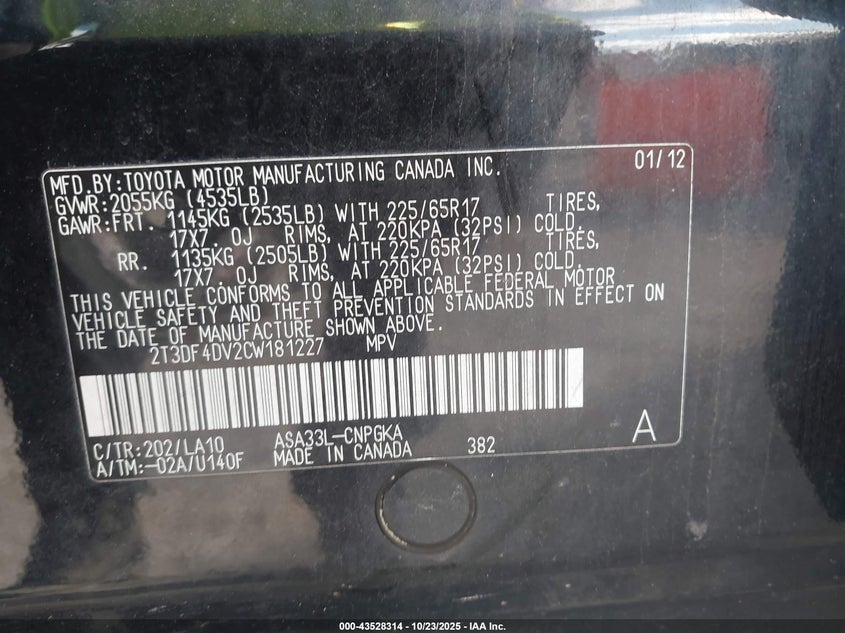 MFD.BY:TOYOTA MOTOR MANUFACTURING CANADA INC. 01/12
GVWR:2055KG (4535LB)
GAWR:FRT. 1145KG (2535LB) WITH 225/65R17 TIRES,
17X7.0J RIMS, AT 220KPA (32PSI) COLD.
RR. 1135KG (2505LB) WITH 225/65R17 TIRES,
17X7.0J RIMS, AT 220KPA (32PSI) COLD.
THIS VEHICLE CONFORMS TO ALL APPLICABLE FEDERAL MOTOR
VEHICLE SAFETY AND THEFT PREVENTION STANDARDS IN EFFECT ON
THE DATE OF MANUFACTURE SHOWN ABOVE.
2T3DF4DV2CW181227 MPV
C/TR:202/LA10 ASA33L-CNPGKA 382 A
A/TM:-02A/U140F MADE IN CANADA
000-43528314 - 10/23/2025 - IAA Inc.